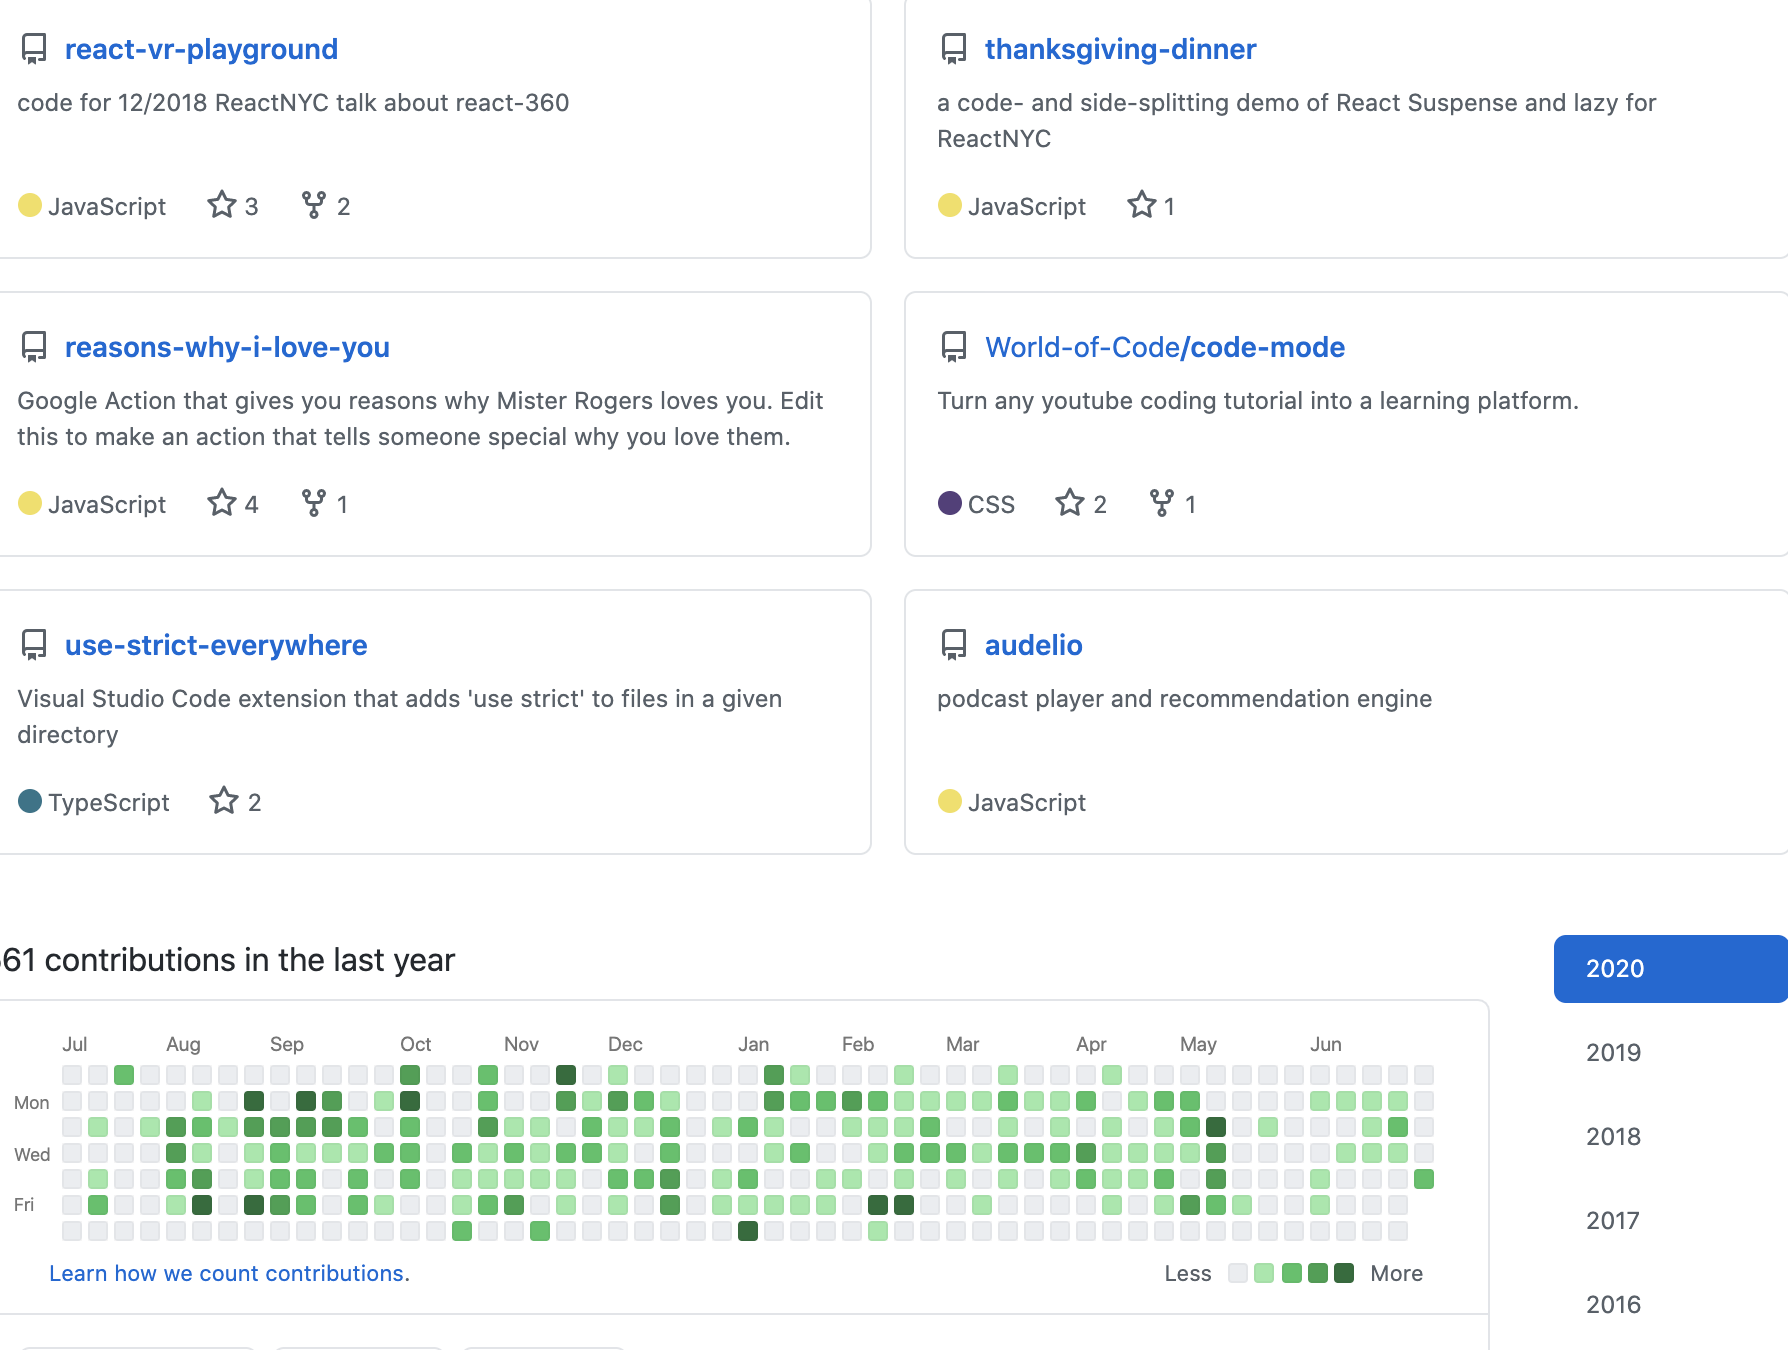 react-vr-playground
code for 12/2018 ReactNYC talk about react-360
JavaScript 3 2
thanksgiving-dinner
a code- and side-splitting demo of React Suspense and lazy for
ReactNYC
JavaScript 1
reasons-why-i-love-you
Google Action that gives you reasons why Mister Rogers loves you. Edit
this to make an action that tells someone special why you love them.
JavaScript 4 1
World-of-Code/code-mode
Turn any youtube coding tutorial into a learning platform.
CSS 2 1
use-strict-everywhere
Visual Studio Code extension that adds 'use strict' to files in a given
directory
TypeScript 2
audelio
podcast player and recommendation engine
JavaScript
61 contributions in the last year
Jul Aug Sep Oct Nov Dec Jan Feb Mar Apr May Jun
Mon
Wed
Fri
Learn how we count contributions.
Less More
2020
2019
2018
2017
2016